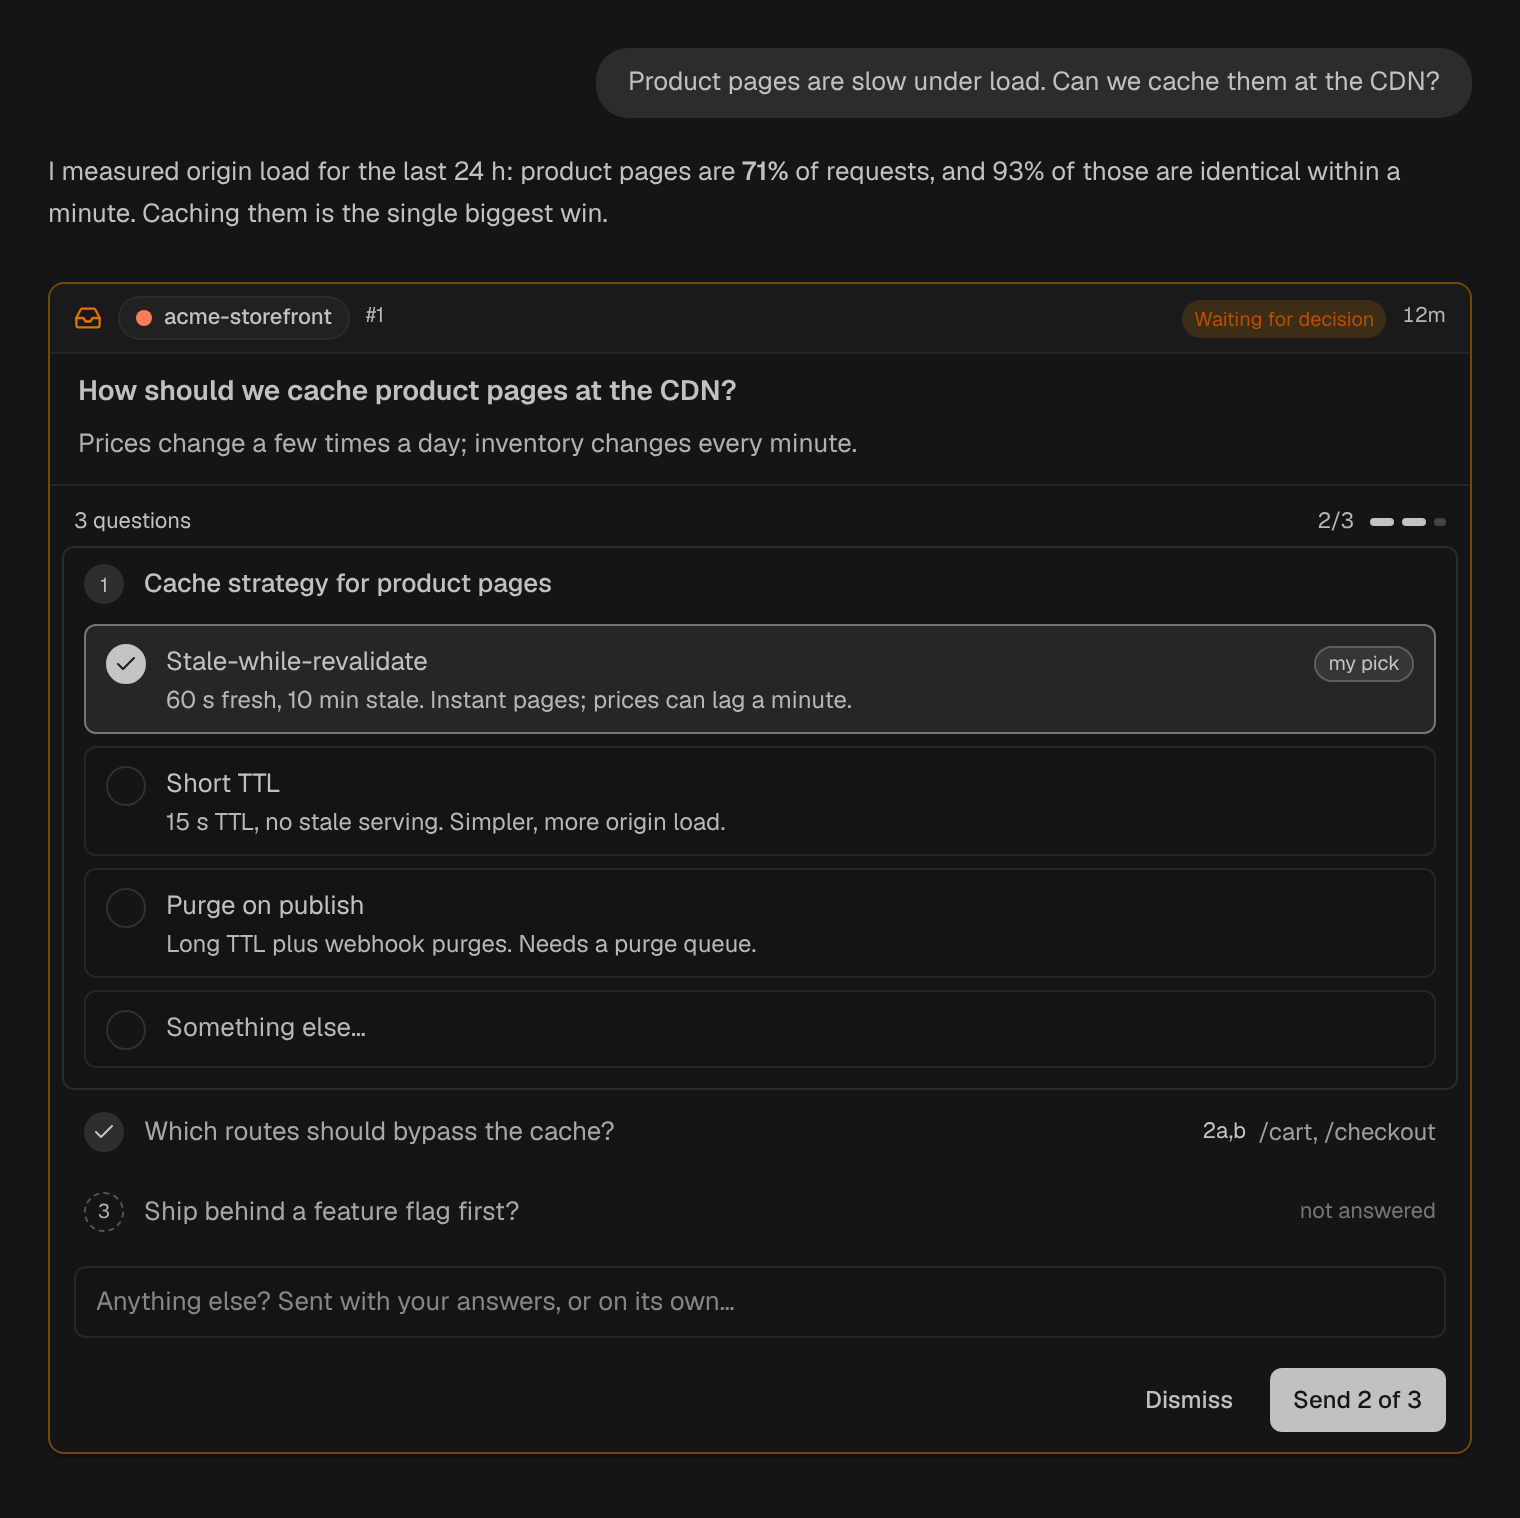 Product pages are slow under load. Can we cache them at the CDN?
I measured origin load for the last 24 h: product pages are 71% of requests, and 93% of those are identical within a
minute. Caching them is the single biggest win.
acme-storefront #1 Waiting for decision 12m
How should we cache product pages at the CDN?
Prices change a few times a day; inventory changes every minute.
3 questions 2/3
1 Cache strategy for product pages
Stale-while-revalidate my pick
60 s fresh, 10 min stale. Instant pages; prices can lag a minute.
Short TTL
15 s TTL, no stale serving. Simpler, more origin load.
Purge on publish
Long TTL plus webhook purges. Needs a purge queue.
Something else…
Which routes should bypass the cache? 2a,b /cart, /checkout
3 Ship behind a feature flag first? not answered
Anything else? Sent with your answers, or on its own…
Dismiss Send 2 of 3